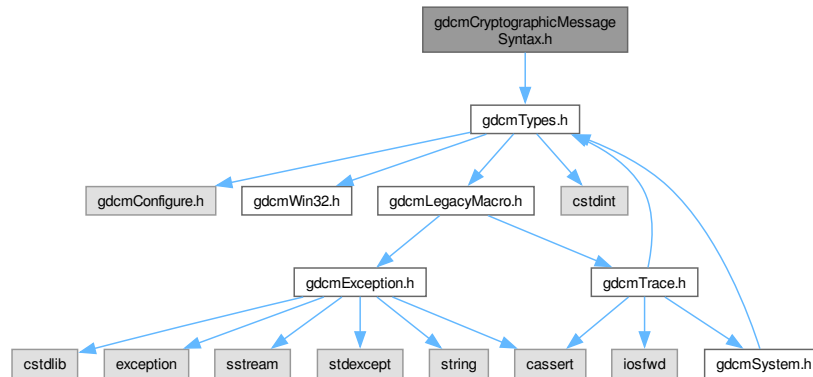 gdcmCryptographicMessage
Syntax.h
gdcmTypes.h
gdcmConfigure.h
gdcmWin32.h
gdcmLegacyMacro.h
cstdint
gdcmException.h
gdcmTrace.h
cstdlib
exception
sstream
stdexcept
string
cassert
iosfwd
gdcmSystem.h